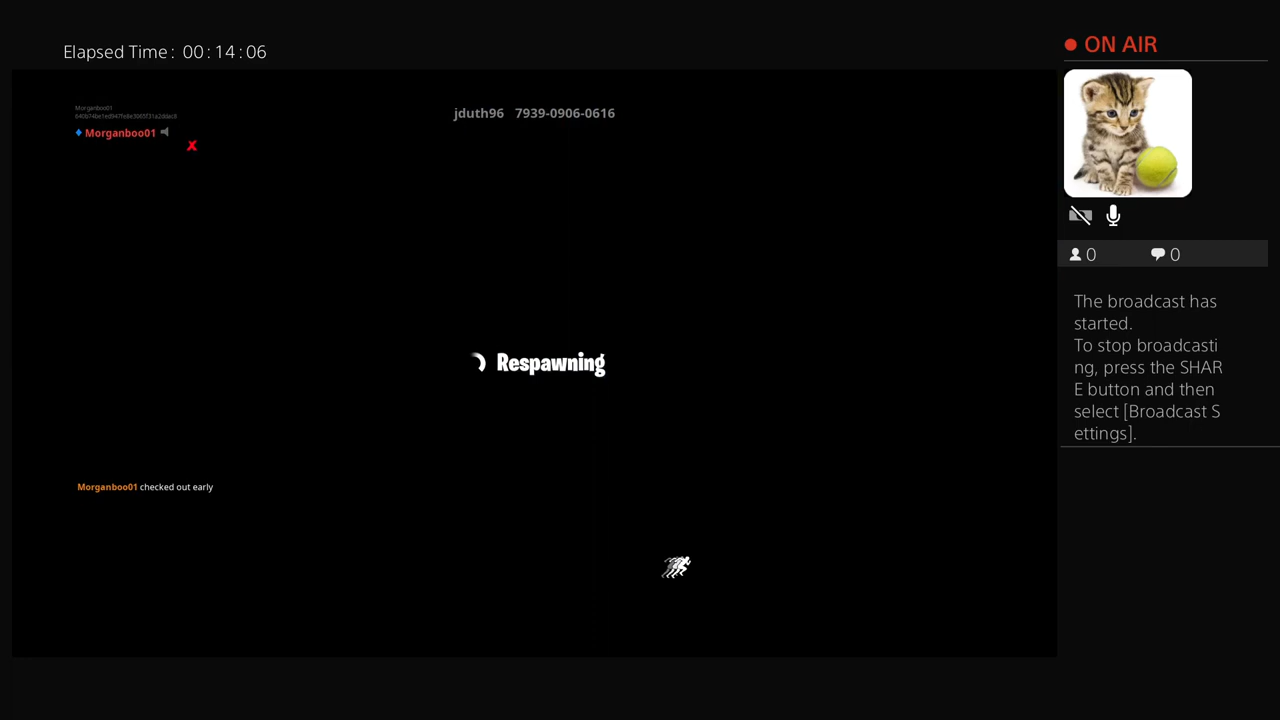 Elapsed Time: 00:14:06
ON AIR
Morganboo01
jduth96 7939-0906-0616
Morganboo01
X
0 0
The broadcast has
started.
To stop broadcasti
ng, press the SHAR
E button and then
select [Broadcast S
ettings].
Respawning
Morganboo01 checked out early